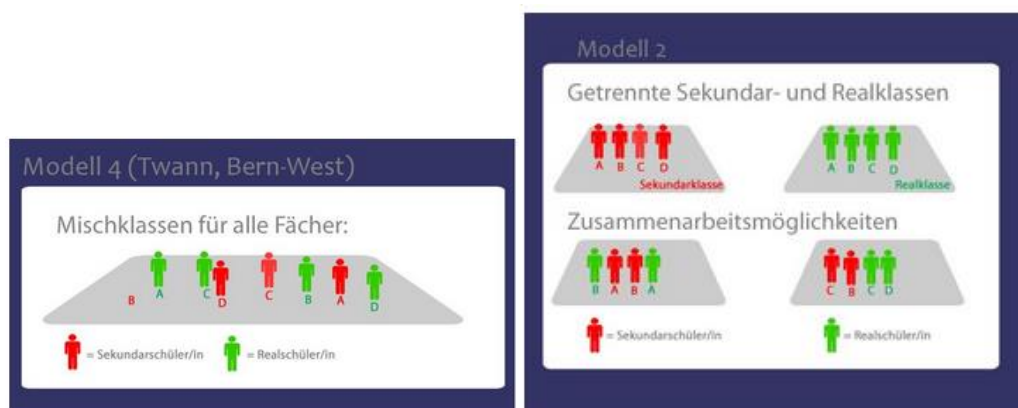 Modell 4 (Twann, Bern-West)
Mischklassen für alle Fächer:
B A C D C B A D
= Sekundarschüler/in = Realschüler/in
Modell 2
Getrennte Sekundar- und Realklassen
A B C D A B C D
Sekundarklasse Realklasse
Zusammenarbeitsmöglichkeiten
B A B A C B C D
= Sekundarschüler/in = Realschüler/in